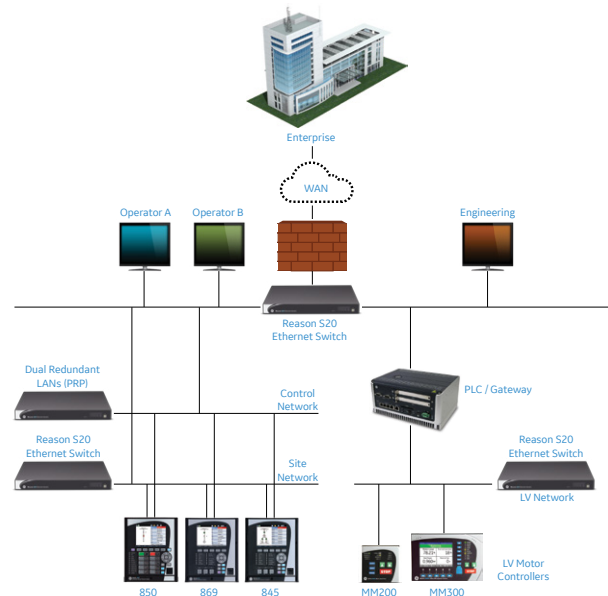 Enterprise
WAN
Operator A
Operator B
Engineering
Reason S20
Ethernet Switch
Dual Redundant
LANs (PRP)
Control
Network
PLC / Gateway
Reason S20
Ethernet Switch
Site
Network
Reason S20
Ethernet Switch
LV Network
850
869
845
MM200
MM300
LV Motor
Controllers